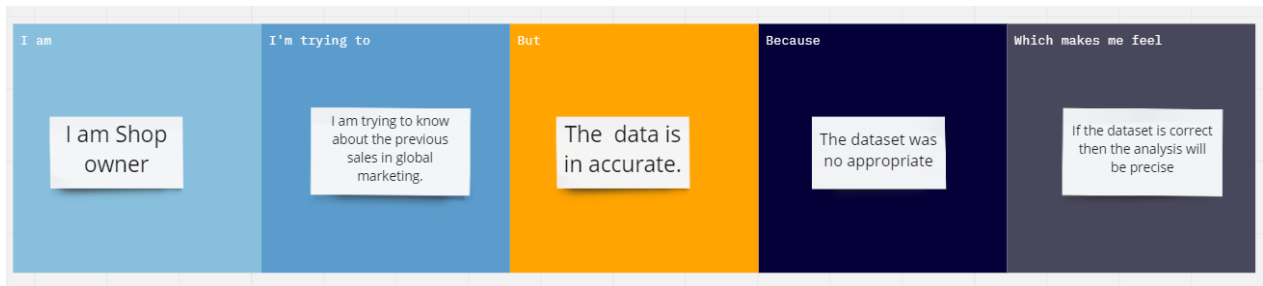 I am
I'm trying to
But
Because
Which makes me feel
I am Shop
owner
I am trying to know
about the previous
sales in global
marketing.
The data is
in accurate.
The dataset was
no appropriate
If the dataset is correct
then the analysis will
be precise